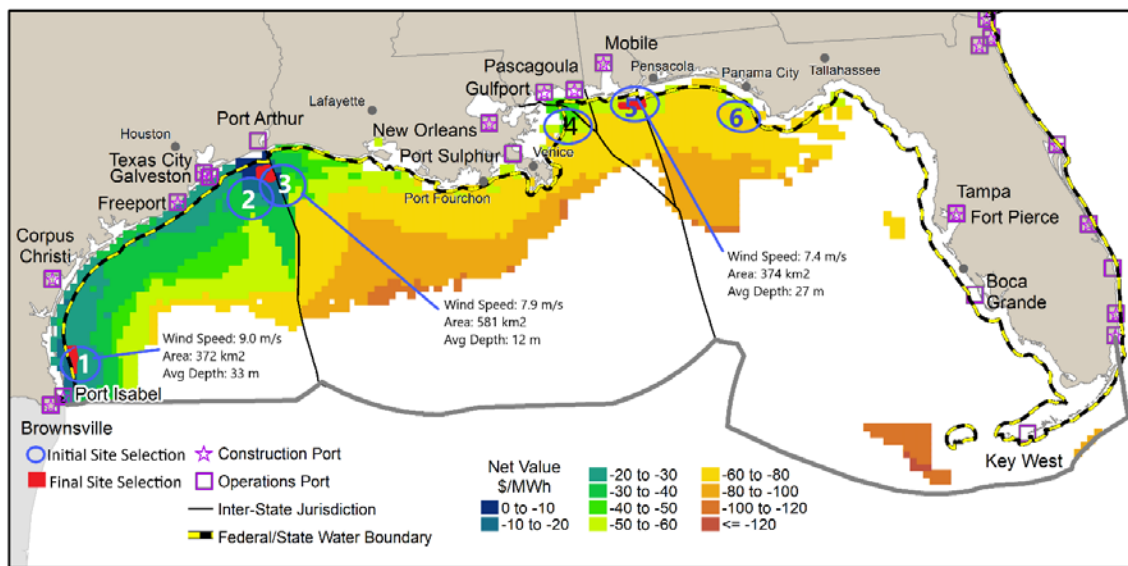 Mobile
Pensacola
Pascagoula
Gulfport
Panama City
Tallahassee
Lafayette
New Orleans
Port Arthur
Houston
Texas City
Galveston
Port Sulphur
Venice
Port Fourchon
Freeport
Corpus
Christi
Tampa
Fort Pierce
Boca
Grande
1
2
3
4
5
6
Wind Speed: 7.4 m/s
Area: 374 km2
Avg Depth: 27 m
Wind Speed: 7.9 m/s
Area: 581 km2
Avg Depth: 12 m
Wind Speed: 9.0 m/s
Area: 372 km2
Avg Depth: 33 m
Port Isabel
Brownsville
Key West
Initial Site Selection
Final Site Selection
Construction Port
Operations Port
Inter-State Jurisdiction
Federal/State Water Boundary
Net Value
$/MWh
0 to -10
-10 to -20
-20 to -30
-30 to -40
-40 to -50
-50 to -60
-60 to -80
-80 to -100
-100 to -120
<= -120